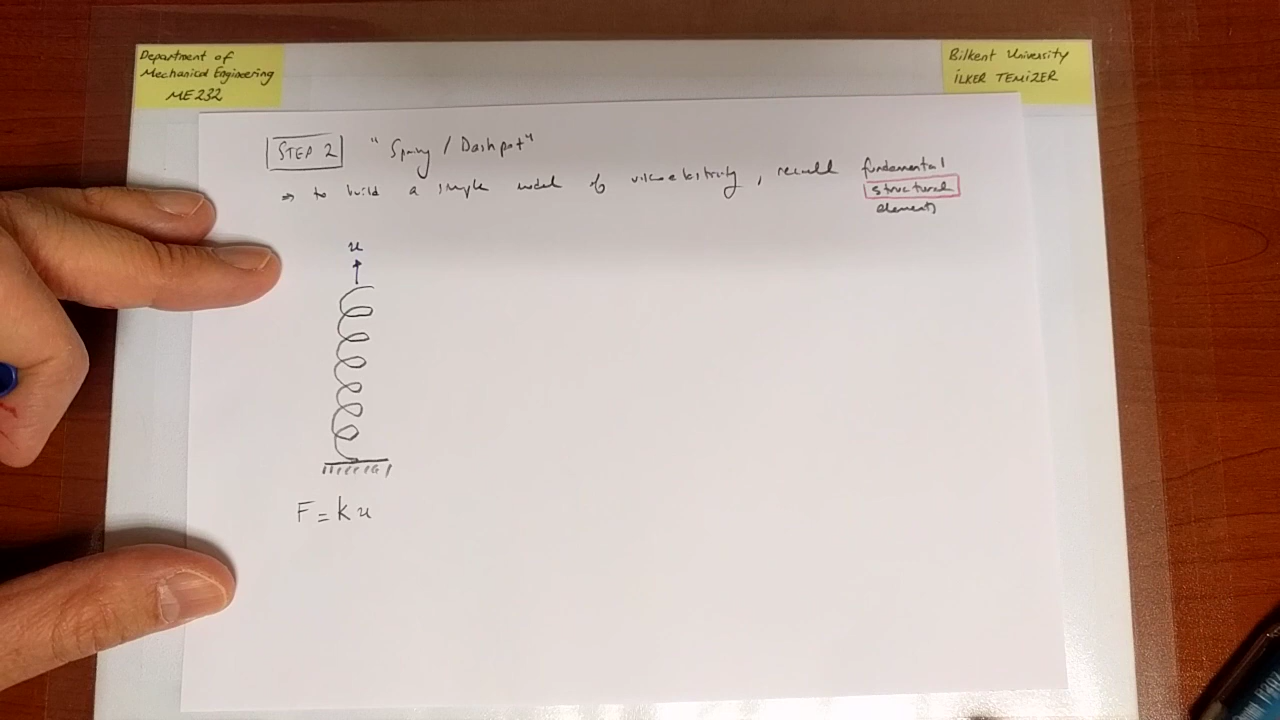 Department of
Mechanical Engineering
ME232
Bilkent University
İLKER TEMİZER
STEP 2 "Spring / Dashpot"
⇒ to build a simple model of viscoelasticity, recall fundamental
structural
elements
u
F = k u